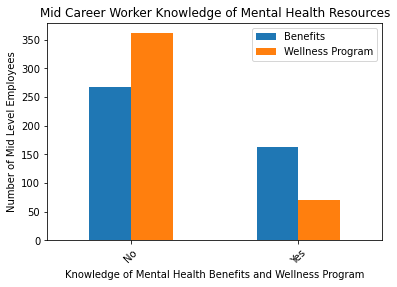 Mid Career Worker Knowledge of Mental Health Resources
Number of Mid Level Employees
350
300
250
200
150
100
50
0
Benefits
Wellness Program
No
Yes
Knowledge of Mental Health Benefits and Wellness Program